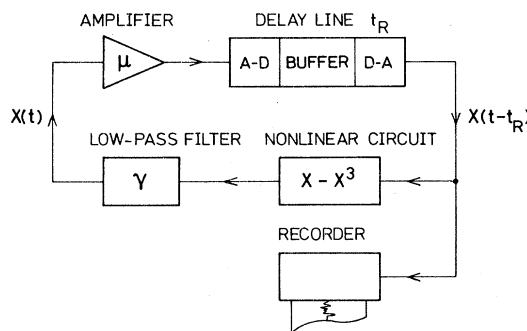 AMPLIFIER
DELAY LINE t_R
μ
A-D BUFFER D-A
X(t)
X(t-t_R)
LOW-PASS FILTER
NONLINEAR CIRCUIT
γ
X - X³
RECORDER